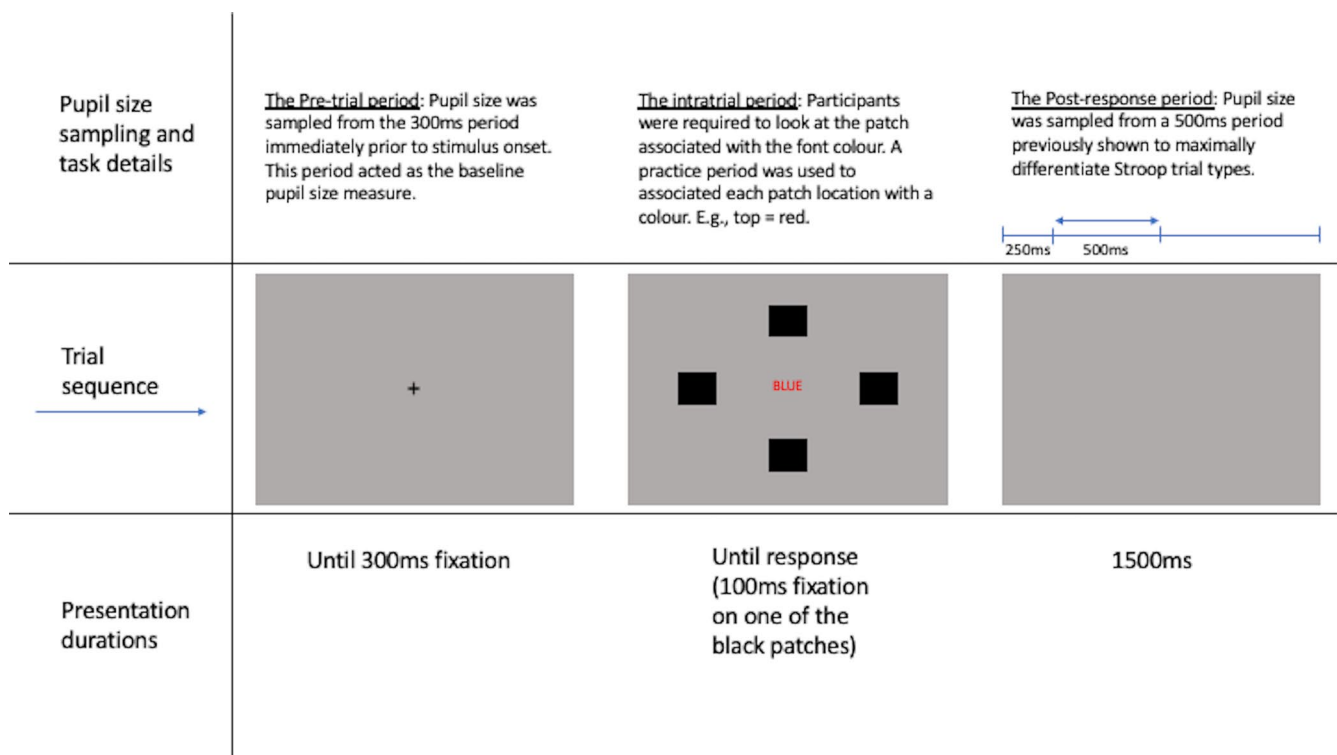 Pupil size
sampling and
task details
The Pre-trial period: Pupil size was
sampled from the 300ms period
immediately prior to stimulus onset.
This period acted as the baseline
pupil size measure.
The intratrial period: Participants
were required to look at the patch
associated with the font colour. A
practice period was used to
associated each patch location with a
colour. E.g., top = red.
The Post-response period: Pupil size
was sampled from a 500ms period
previously shown to maximally
differentiate Stroop trial types.
250ms
500ms
Trial
sequence
+
BLUE
Presentation
durations
Until 300ms fixation
Until response
(100ms fixation
on one of the
black patches)
1500ms